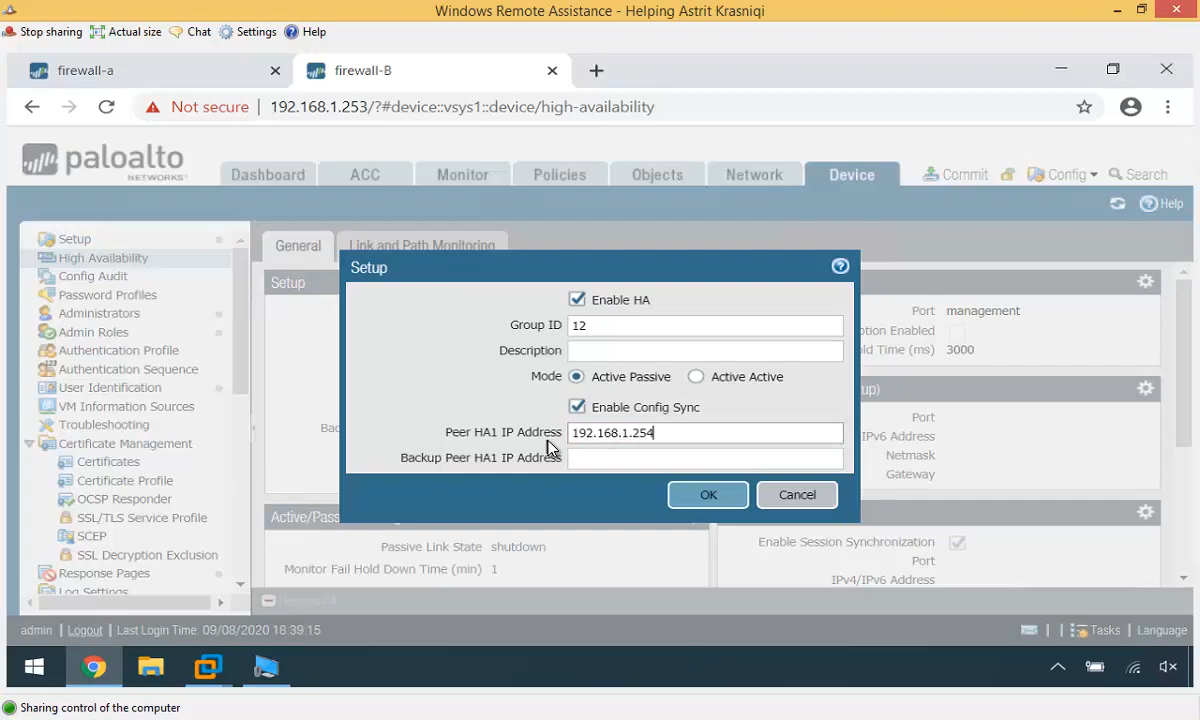 Windows Remote Assistance - Helping Astrit Krasniqi
Stop sharing Actual size Chat Settings Help
firewall-a firewall-B
Not secure | 192.168.1.253/?#device::vsys1::device/high-availability
paloalto NETWORKS
Dashboard ACC Monitor Policies Objects Network Device Commit Config Search
Help
Setup
High Availability
Config Audit
Password Profiles
Administrators
Admin Roles
Authentication Profile
Authentication Sequence
User Identification
VM Information Sources
Troubleshooting
Certificate Management
Certificates
Certificate Profile
OCSP Responder
SSL/TLS Service Profile
SCEP
SSL Decryption Exclusion
Response Pages
Log Settings
General Link and Path Monitoring
Setup
Setup
Enable HA
Group ID 12
Description
Mode Active Passive Active Active
Enable Config Sync
Peer HA1 IP Address 192.168.1.254
Backup Peer HA1 IP Address
OK Cancel
Port management
Enabled
Time (ms) 3000
Port
IPv6 Address
Netmask
Gateway
Active/Pass
Passive Link State shutdown
Monitor Fail Hold Down Time (min) 1
Enable Session Synchronization
Port
IPv4/IPv6 Address
admin | Logout | Last Login Time: 09/08/2020 18:39:15
Tasks | Language
Sharing control of the computer